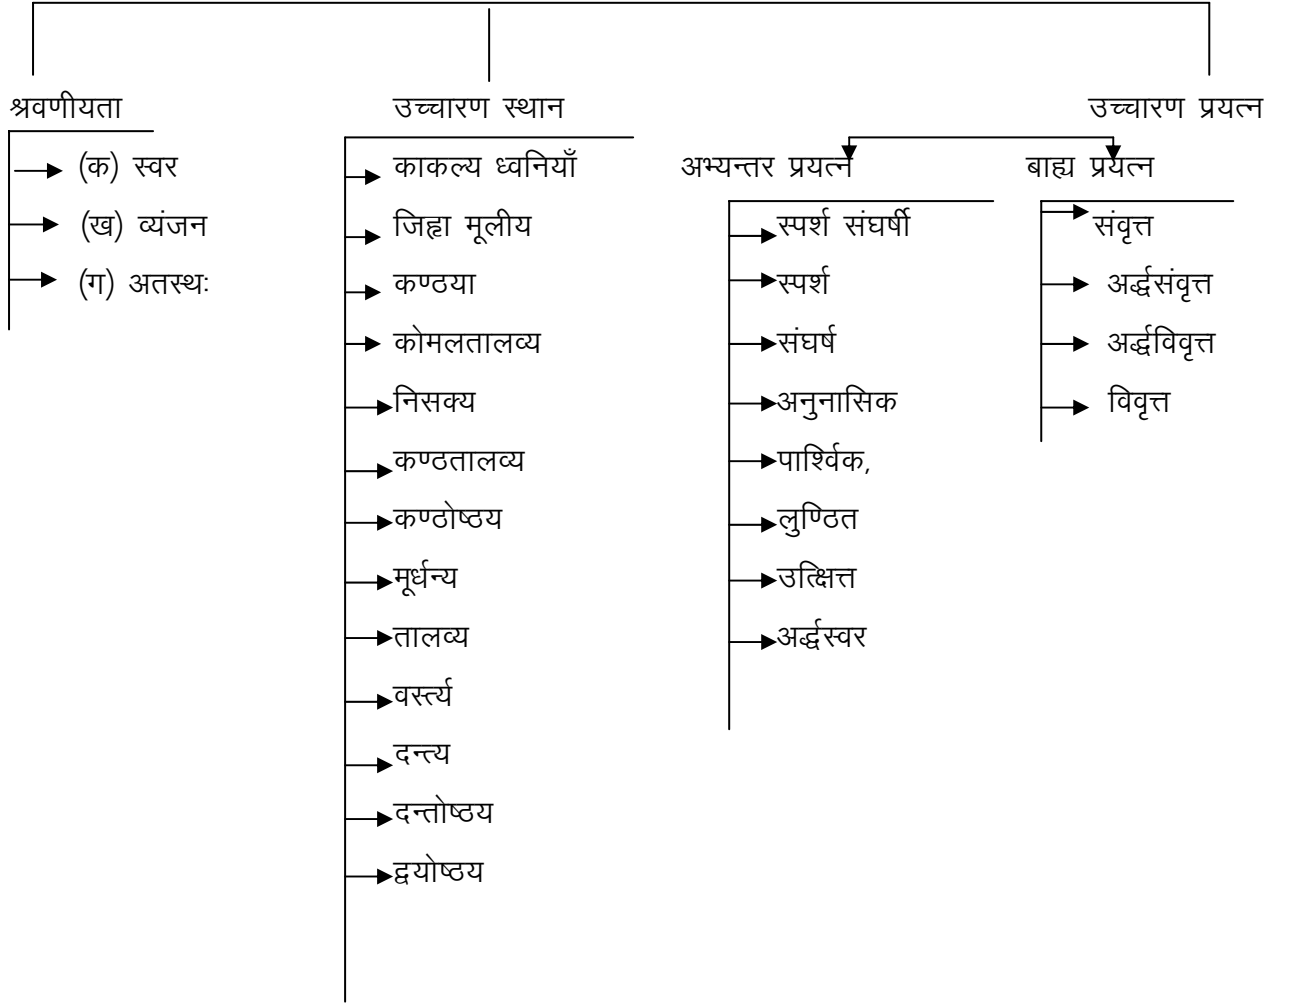 श्रवणीयता
(क) स्वर
(ख) व्यंजन
(ग) अतस्थः
उच्चारण स्थान
काकल्य ध्वनियाँ
जिह्वा मूलीय
कण्ठया
कोमलतालव्य
निसक्य
कण्ठतालव्य
कण्ठोष्ठय
मूर्धन्य
तालव्य
वर्स्त्य
दन्त्य
दन्तोष्ठय
द्वयोष्ठय
उच्चारण प्रयत्न
अभ्यन्तर प्रयत्न
स्पर्श संघर्षी
स्पर्श
संघर्ष
अनुनासिक
पार्श्विक,
लुण्ठित
उत्क्षित्त
अर्द्धस्वर
बाह्य प्रयत्न
संवृत्त
अर्द्धसंवृत्त
अर्द्धविवृत्त
विवृत्त